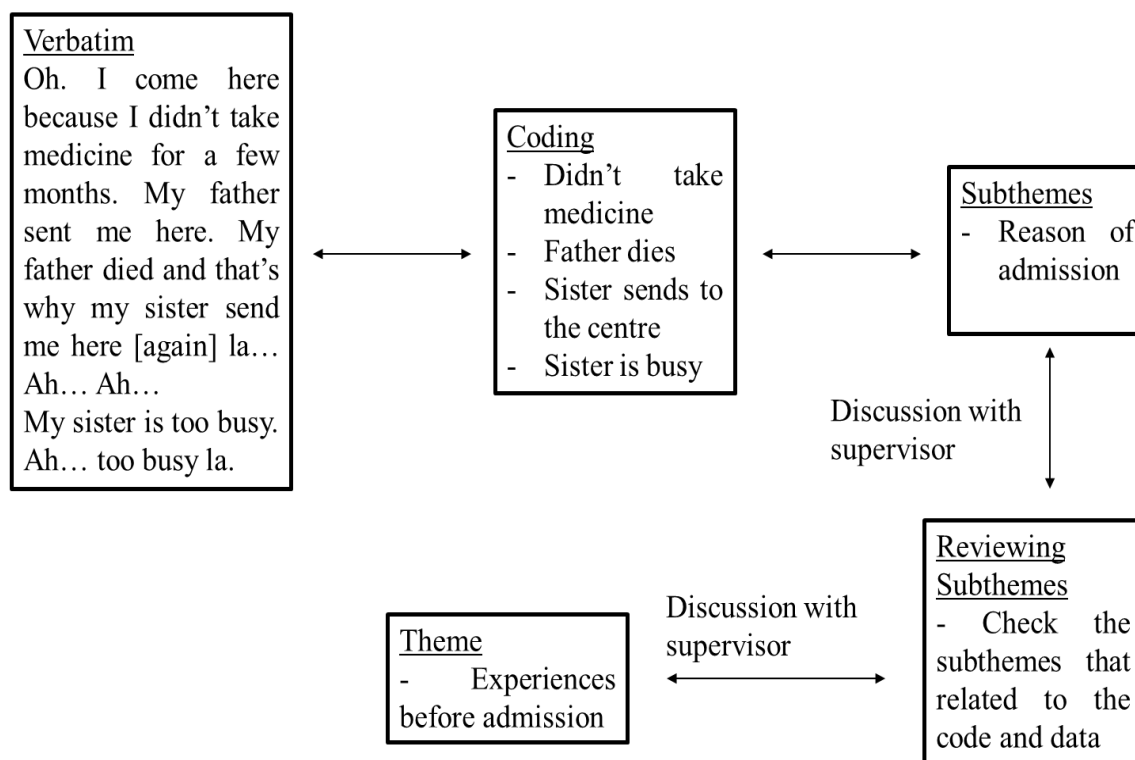 Verbatim
Oh. I come here
because I didn’t take
medicine for a few
months. My father
sent me here. My
father died and that’s
why my sister send
me here [again] la…
Ah… Ah…
My sister is too busy.
Ah… too busy la.
Coding
- Didn’t take
medicine
- Father dies
- Sister sends to
the centre
- Sister is busy
Subthemes
- Reason of
admission
Discussion with
supervisor
Reviewing
Subthemes
- Check the
subthemes that
related to the
code and data
Discussion with
supervisor
Theme
- Experiences
before admission